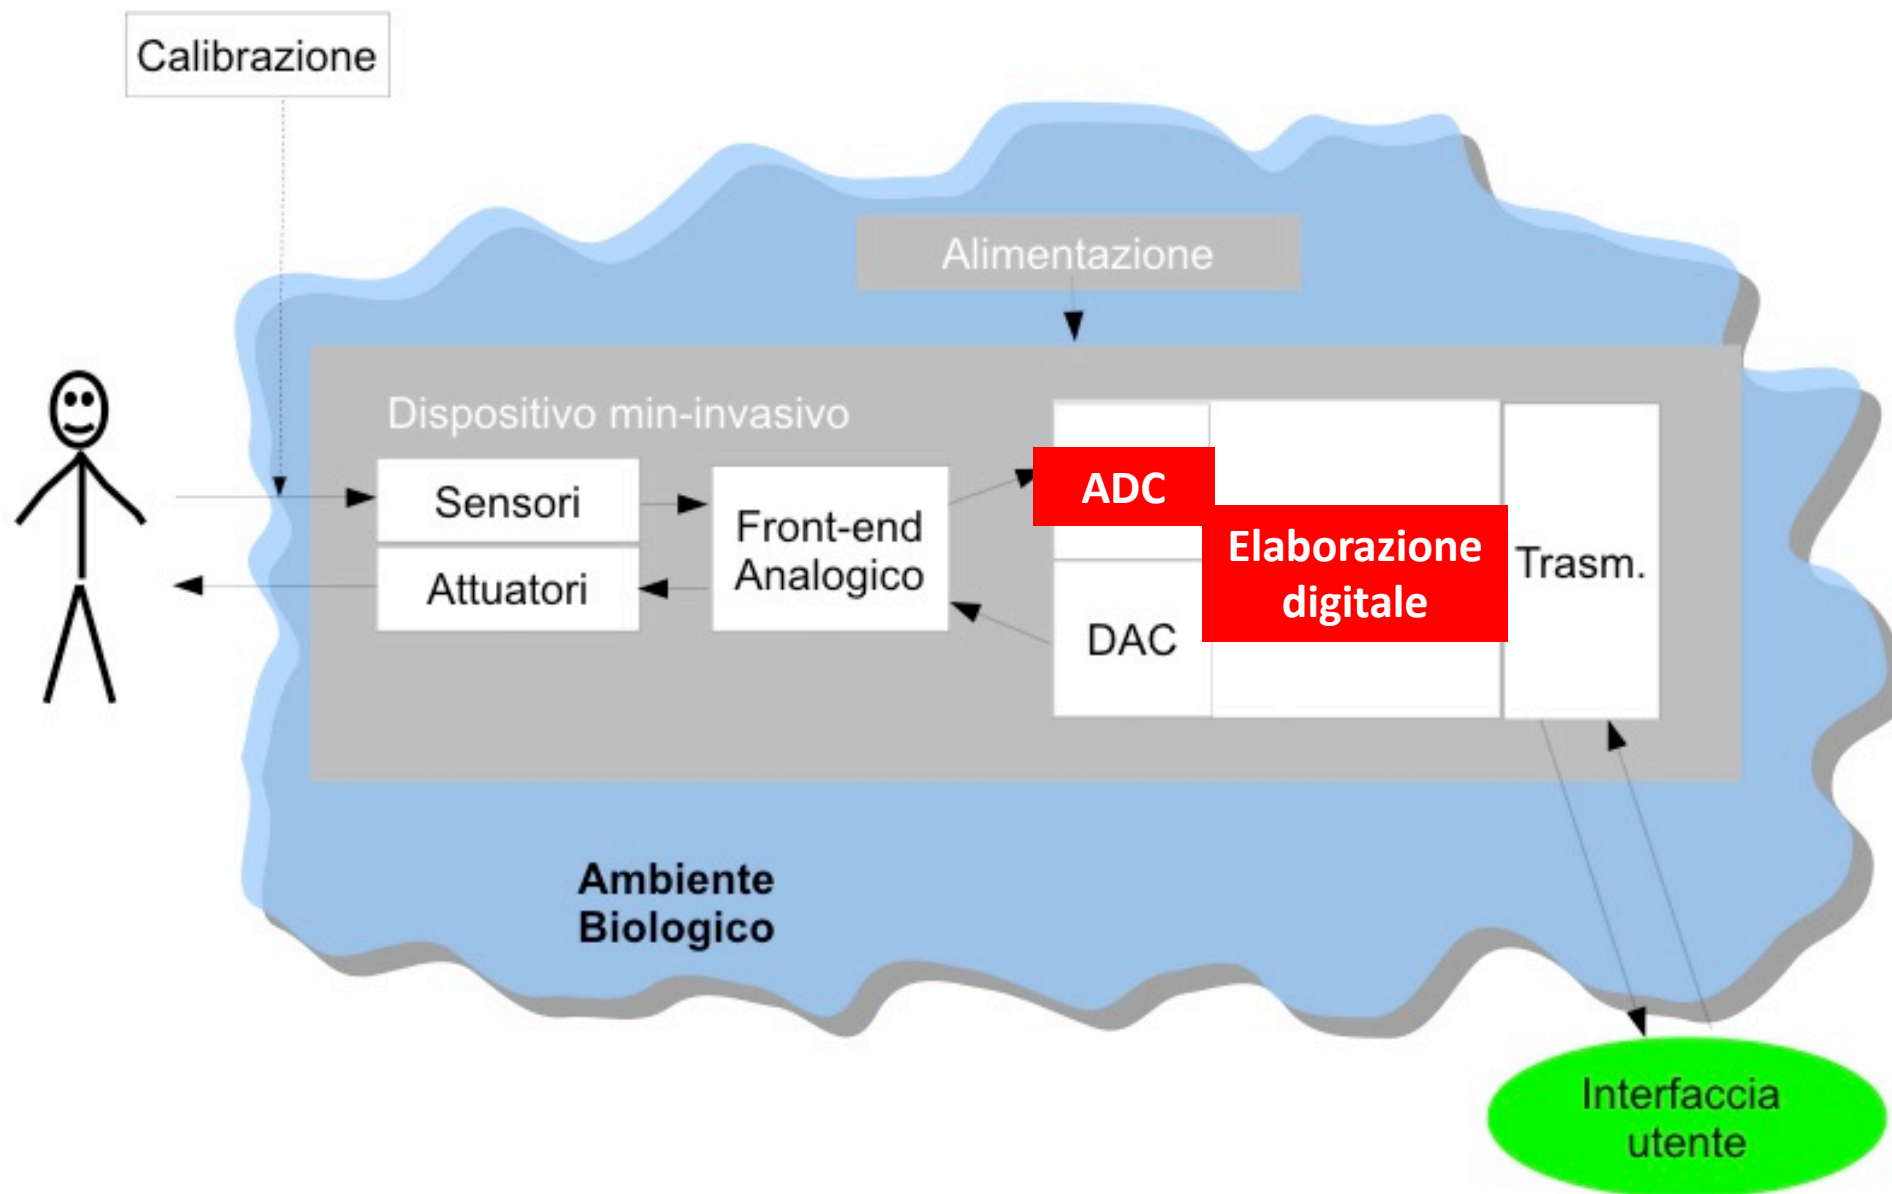 Calibrazione
Alimentazione
Dispositivo min-invasivo
Sensori
Attuatori
Front-end
Analogico
ADC
DAC
Elaborazione
digitale
Trasm.
Ambiente
Biologico
Interfaccia
utente